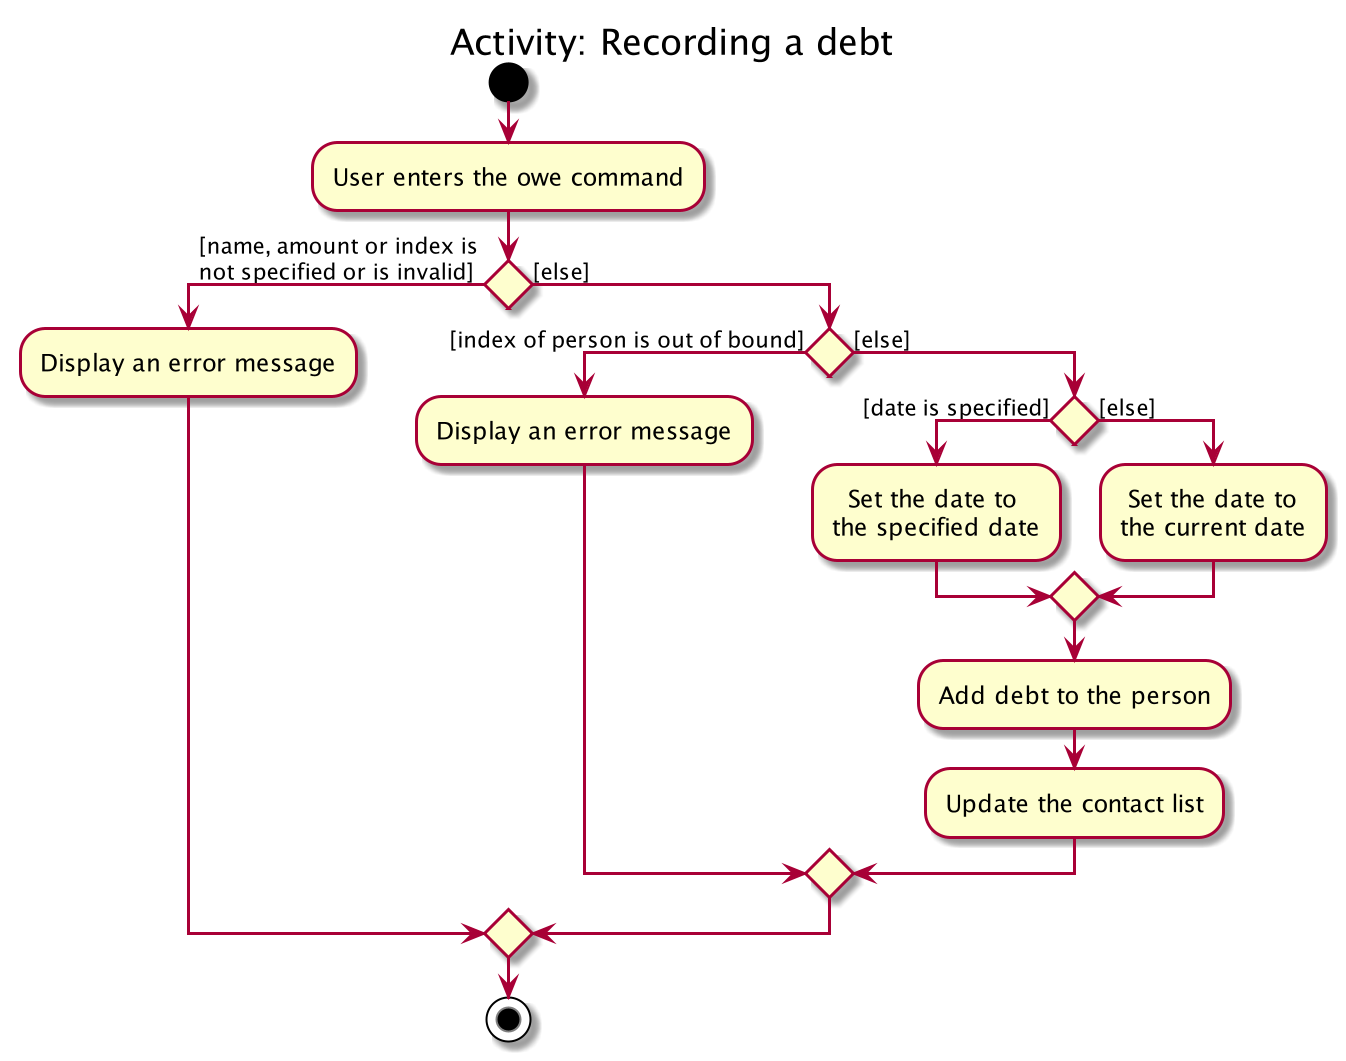 Activity: Recording a debt
User enters the owe command
[name, amount or index is
not specified or is invalid]
[else]
Display an error message
[index of person is out of bound]
[else]
Display an error message
[date is specified]
[else]
Set the date to
the specified date
Set the date to
the current date
Add debt to the person
Update the contact list